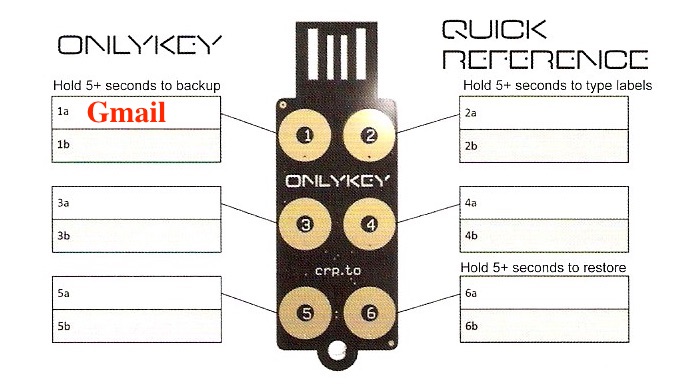 ONLYKEY
QUICK
REFERENCE
Hold 5+ seconds to backup
Hold 5+ seconds to type labels
1a Gmail
1b
2a
2b
1
2
ONLYKEY
3a
3b
4a
4b
3
4
crp.to
Hold 5+ seconds to restore
5a
5b
6a
6b
5
6